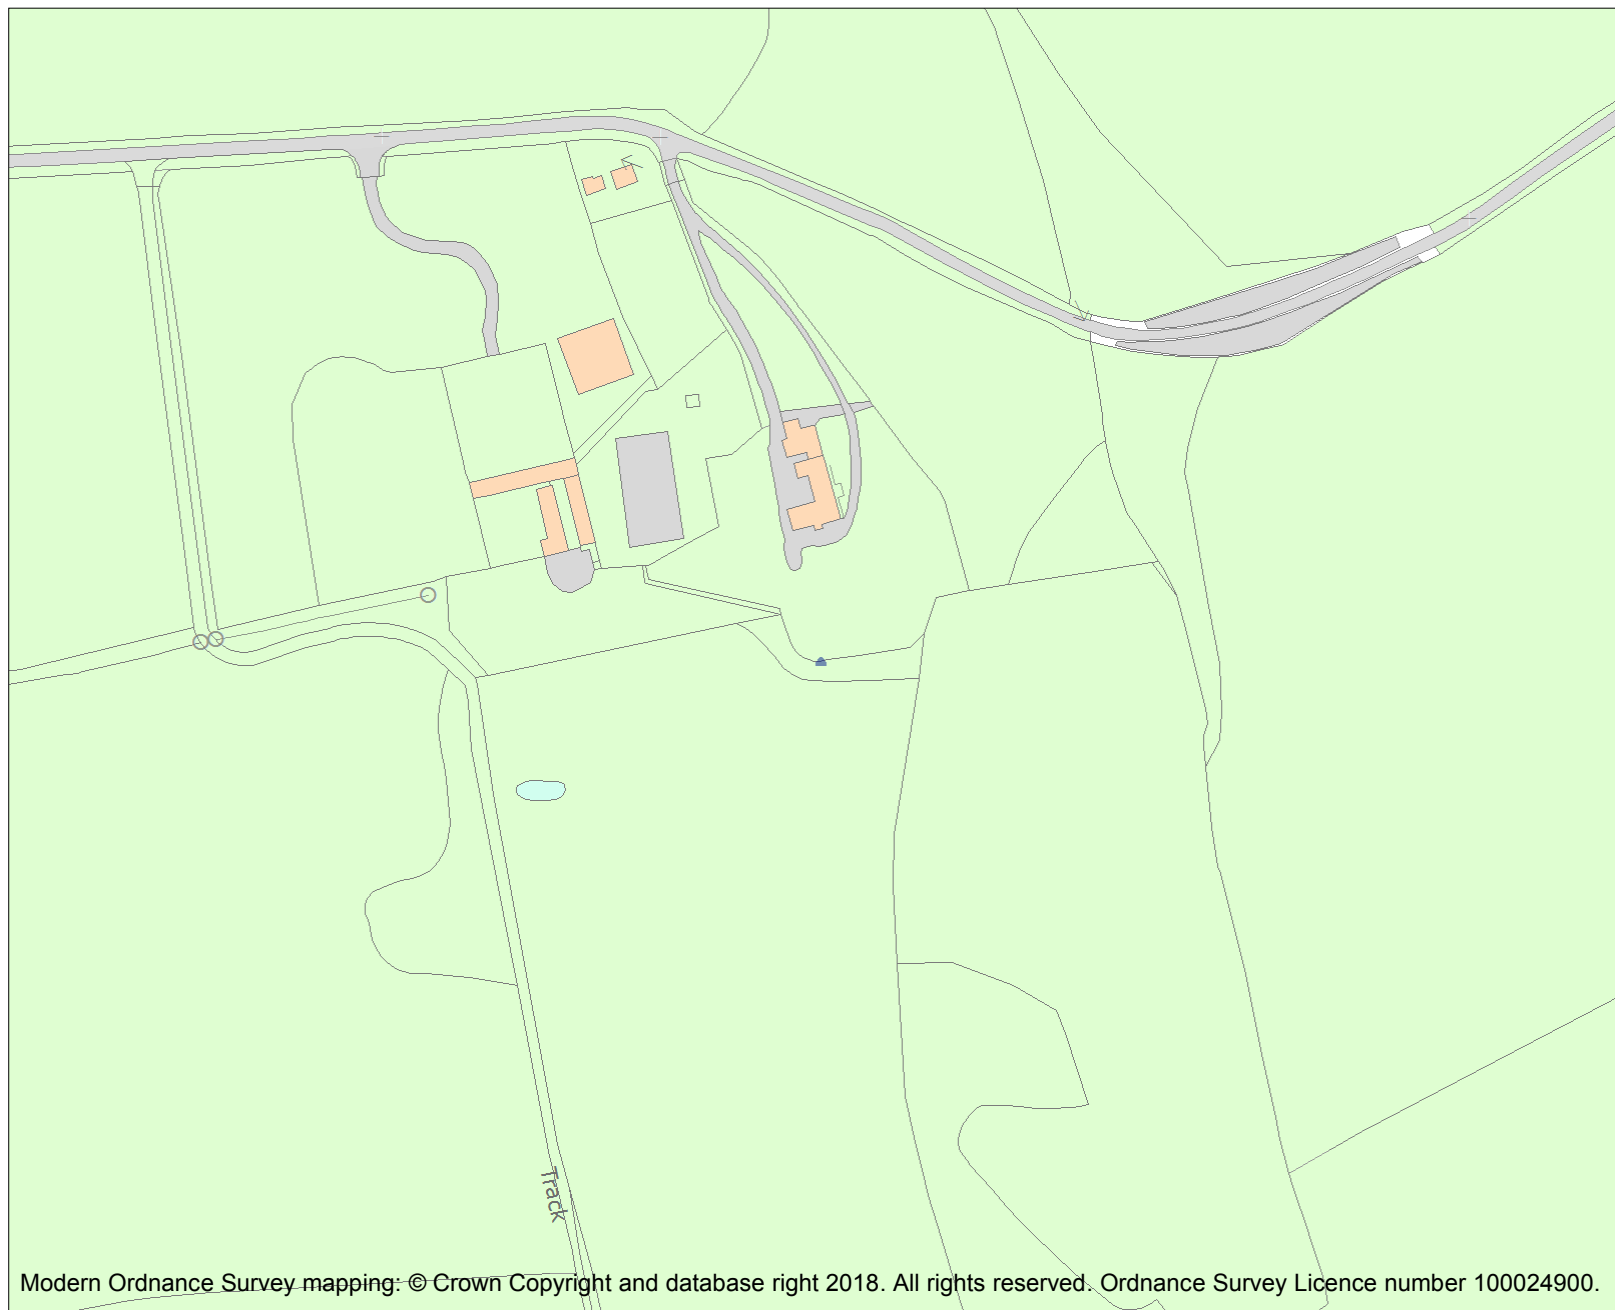 Track
Modern Ordnance Survey mapping: © Crown Copyright and database right 2018. All rights reserved. Ordnance Survey Licence number 100024900.